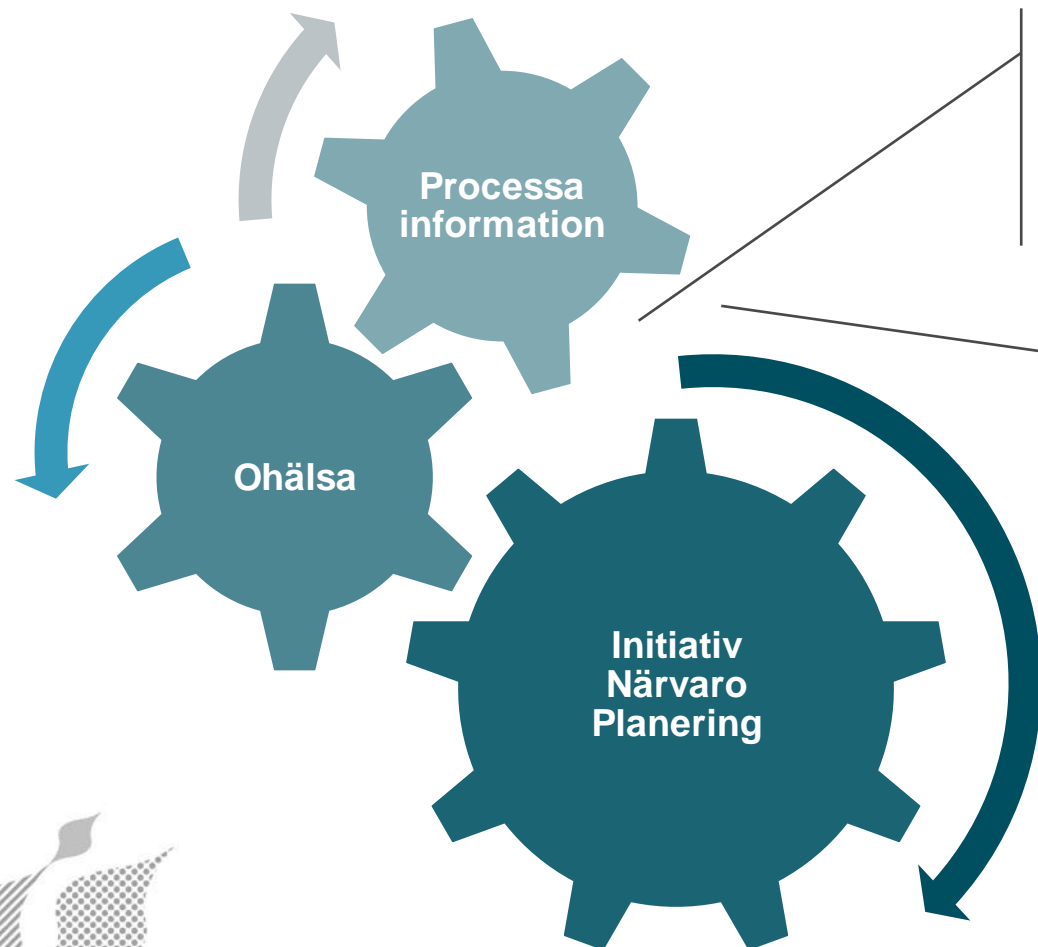 Processa
information
Ohälsa
Initiativ
Närvaro
Planering